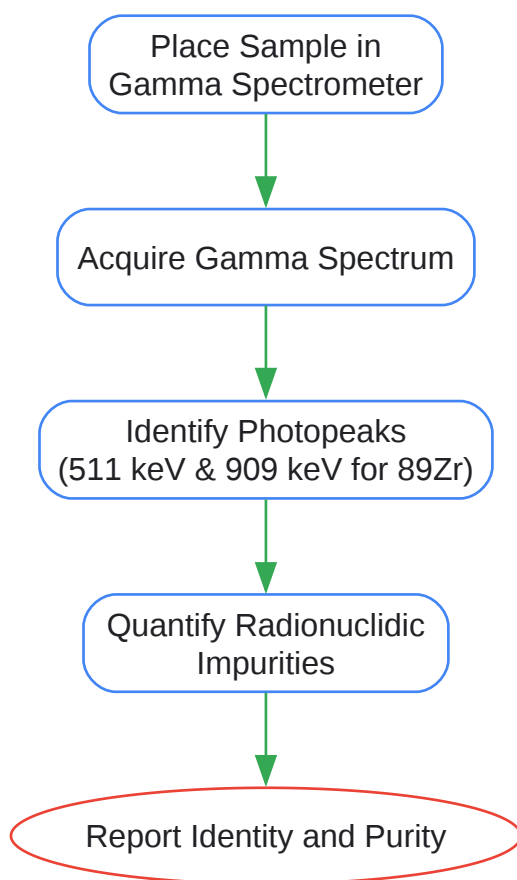 Place Sample in
Gamma Spectrometer
Acquire Gamma Spectrum
Identify Photopeaks
(511 keV & 909 keV for 89Zr)
Quantify Radionuclidic
Impurities
Report Identity and Purity